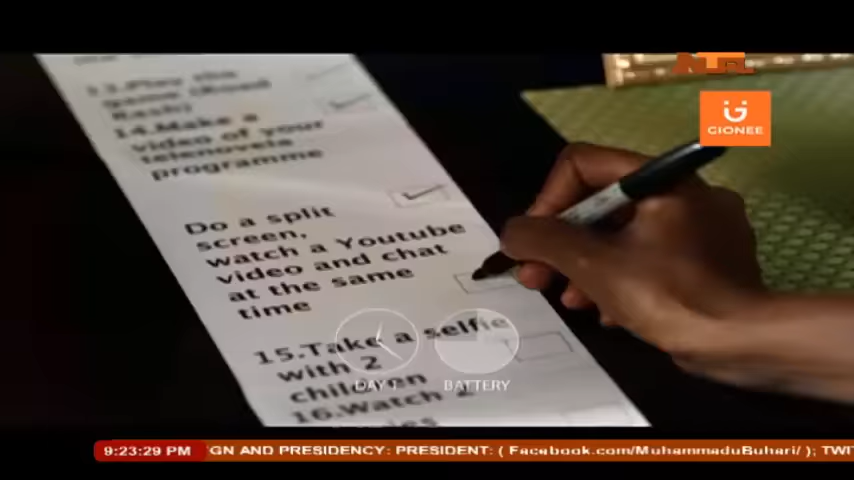 13.Play the
game (Road
Rash)
14.Make a
video of your
telenovela
programme
Do a split
screen,
watch a Youtube
video and chat
at the same
time
15.Take a selfie
with 2
children
16.Watch 2
GIONEE
DAY 1
BATTERY
9:23:29 PM
GN AND PRESIDENCY: PRESIDENT: ( Facebook.com/MuhammaduBuhari/ ); TWI